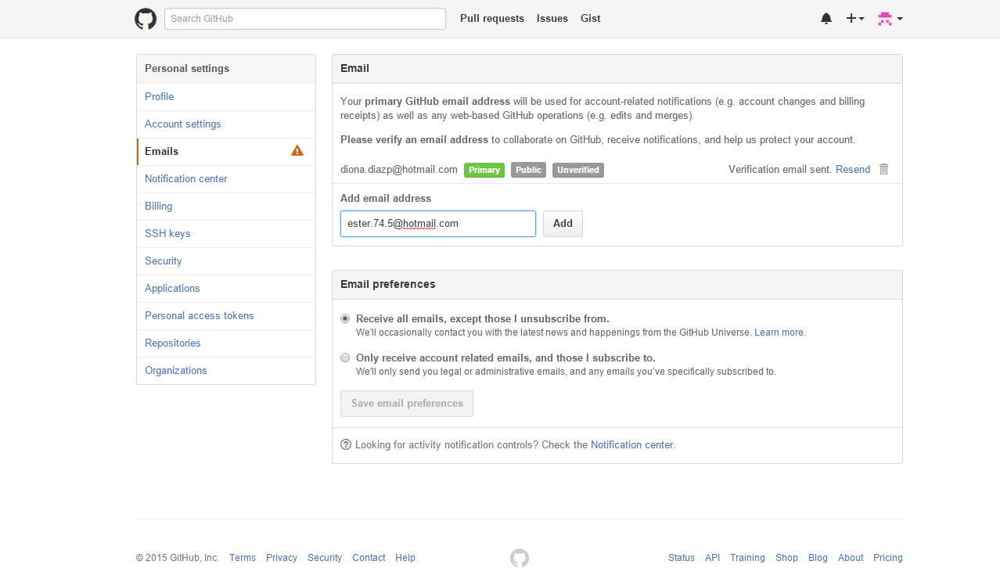 Search GitHub
Pull requests Issues Gist
Personal settings
Profile
Account settings
Emails
Notification center
Billing
SSH keys
Security
Applications
Personal access tokens
Repositories
Organizations
Email
Your primary GitHub email address will be used for account-related notifications (e.g. account changes and billing
receipts) as well as any web-based GitHub operations (e.g. edits and merges).
Please verify an email address to collaborate on GitHub, receive notifications, and help us protect your account.
diona.diazp@hotmail.com Primary Public Unverified Verification email sent. Resend
Add email address
ester.74.5@hotmail.com Add
Email preferences
Receive all emails, except those I unsubscribe from.
We'll occasionally contact you with the latest news and happenings from the GitHub Universe. Learn more.
Only receive account related emails, and those I subscribe to.
We'll only send you legal or administrative emails, and any emails you've specifically subscribed to.
Save email preferences
Looking for activity notification controls? Check the Notification center.
© 2015 GitHub, Inc. Terms Privacy Security Contact Help
Status API Training Shop Blog About Pricing